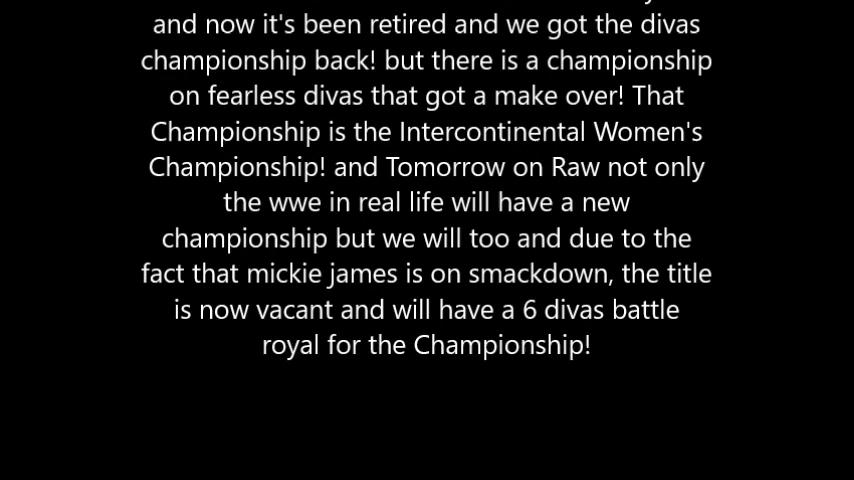 and now it's been retired and we got the divas
championship back! but there is a championship
on fearless divas that got a make over! That
Championship is the Intercontinental Women's
Championship! and Tomorrow on Raw not only
the wwe in real life will have a new
championship but we will too and due to the
fact that mickie james is on smackdown, the title
is now vacant and will have a 6 divas battle
royal for the Championship!